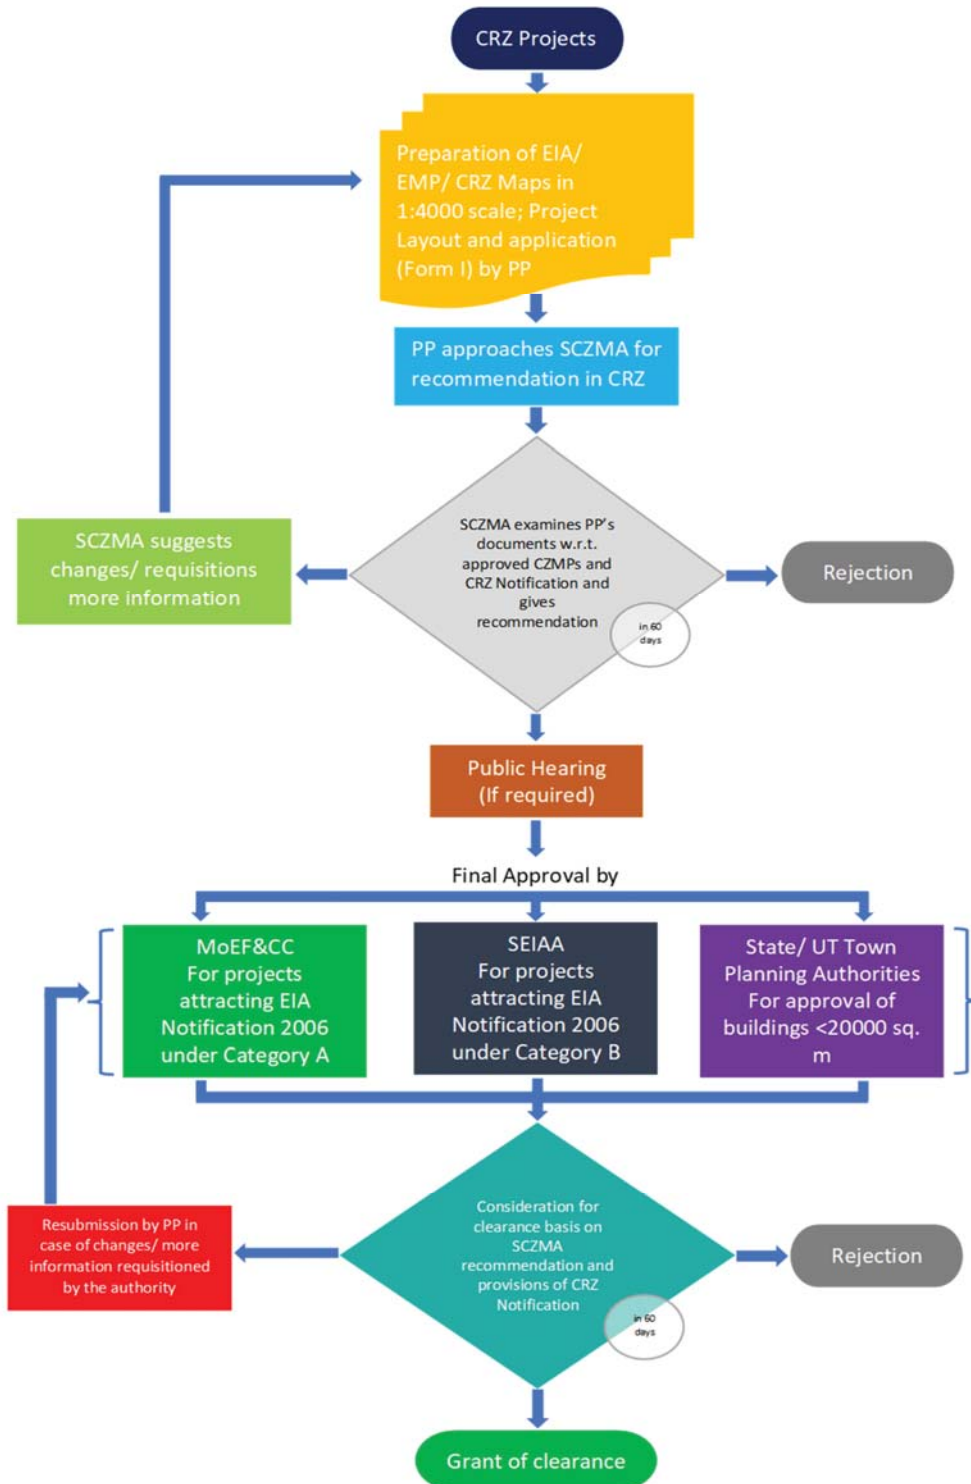 CRZ Projects
Preparation of EIA/
EMP/ CRZ Maps in
1:4000 scale; Project
Layout and application
(Form I) by PP
PP approaches SCZMA for
recommendation in CRZ
SCZMA examines PP's
documents w.r.t.
approved CZMPs and
CRZ Notification and
gives
recommendation
in 60
days
SCZMA suggests
changes/ requisitions
more information
Rejection
Public Hearing
(If required)
Final Approval by
MoEF&CC
For projects
attracting EIA
Notification 2006
under Category A
SEIAA
For projects
attracting EIA
Notification 2006
under Category B
State/ UT Town
Planning Authorities
For approval of
buildings <20000 sq.
m
Consideration for
clearance basis on
SCZMA
recommendation and
provisions of CRZ
Notification
in 60
days
Resubmission by PP in
case of changes/ more
information requisitioned
by the authority
Rejection
Grant of clearance